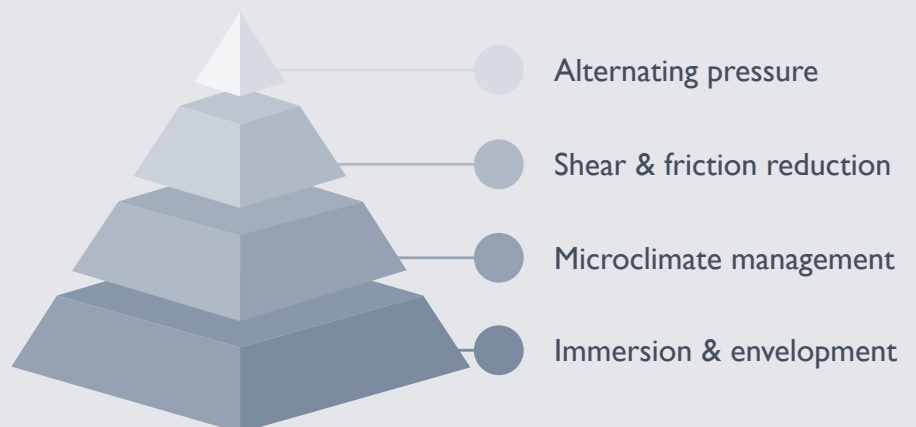 Alternating pressure
Shear & friction reduction
Microclimate management
Immersion & envelopment